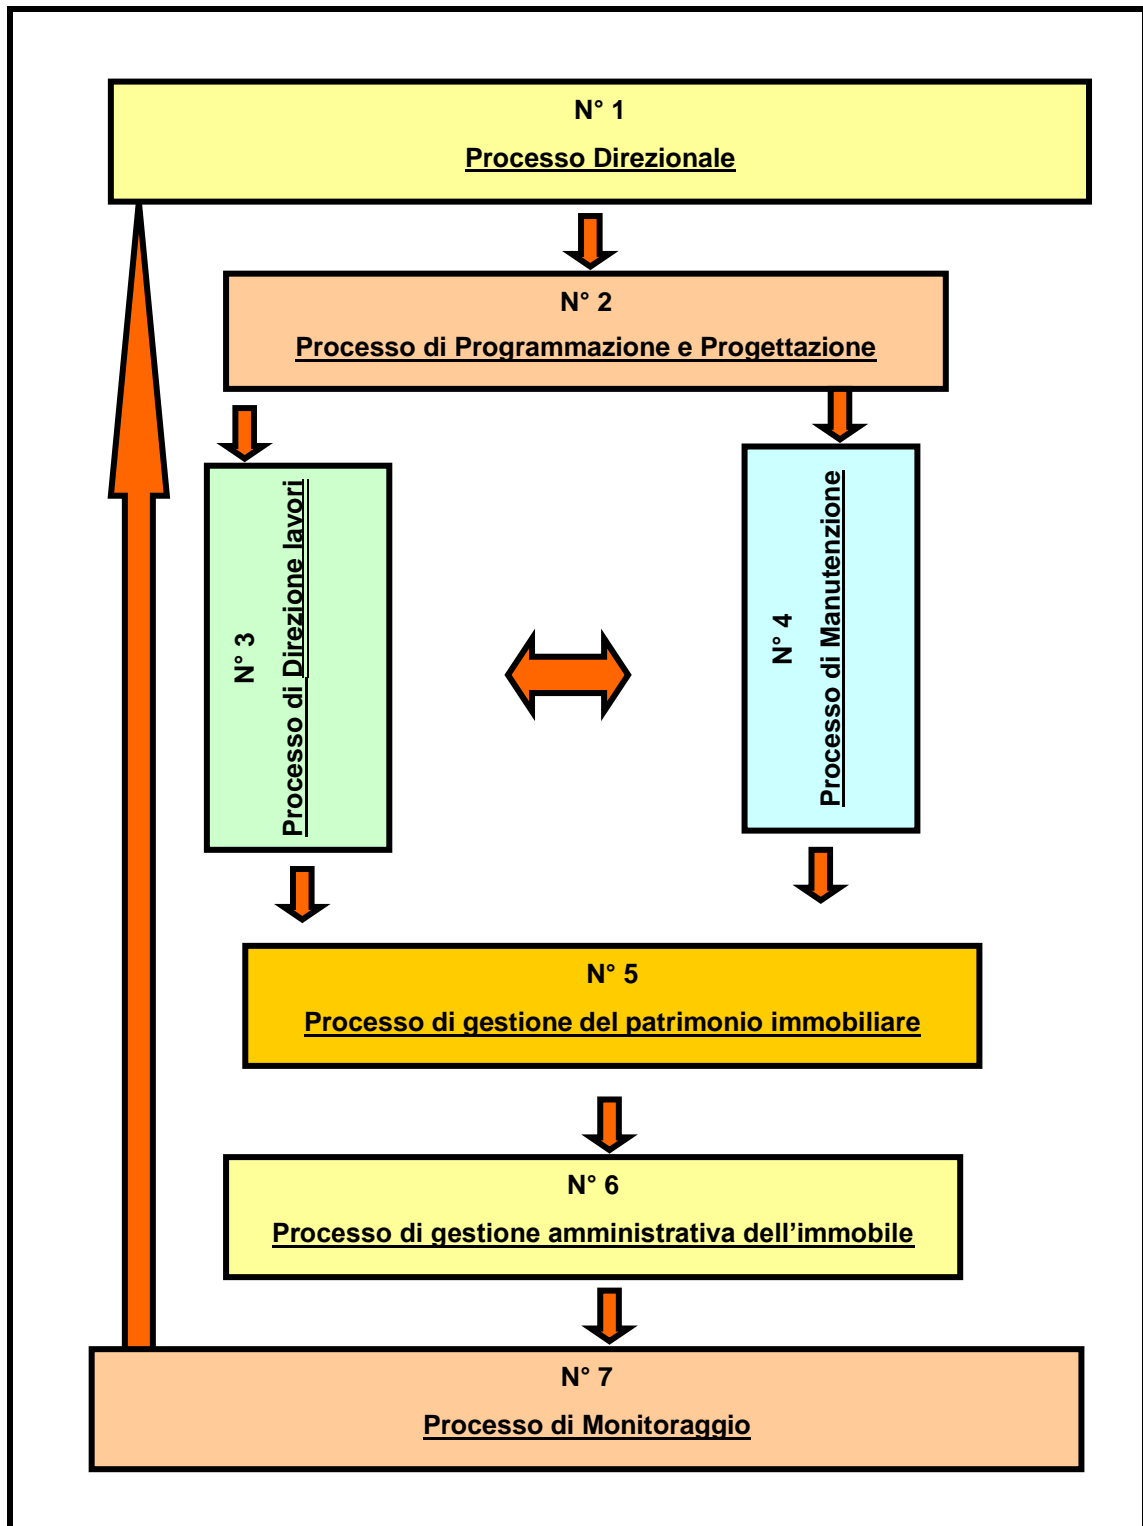 N° 1
Processo Direzionale
N° 2
Processo di Programmazione e Progettazione
N° 3
Processo di Direzione lavori
N° 4
Processo di Manutenzione
N° 5
Processo di gestione del patrimonio immobiliare
N° 6
Processo di gestione amministrativa dell’immobile
N° 7
Processo di Monitoraggio